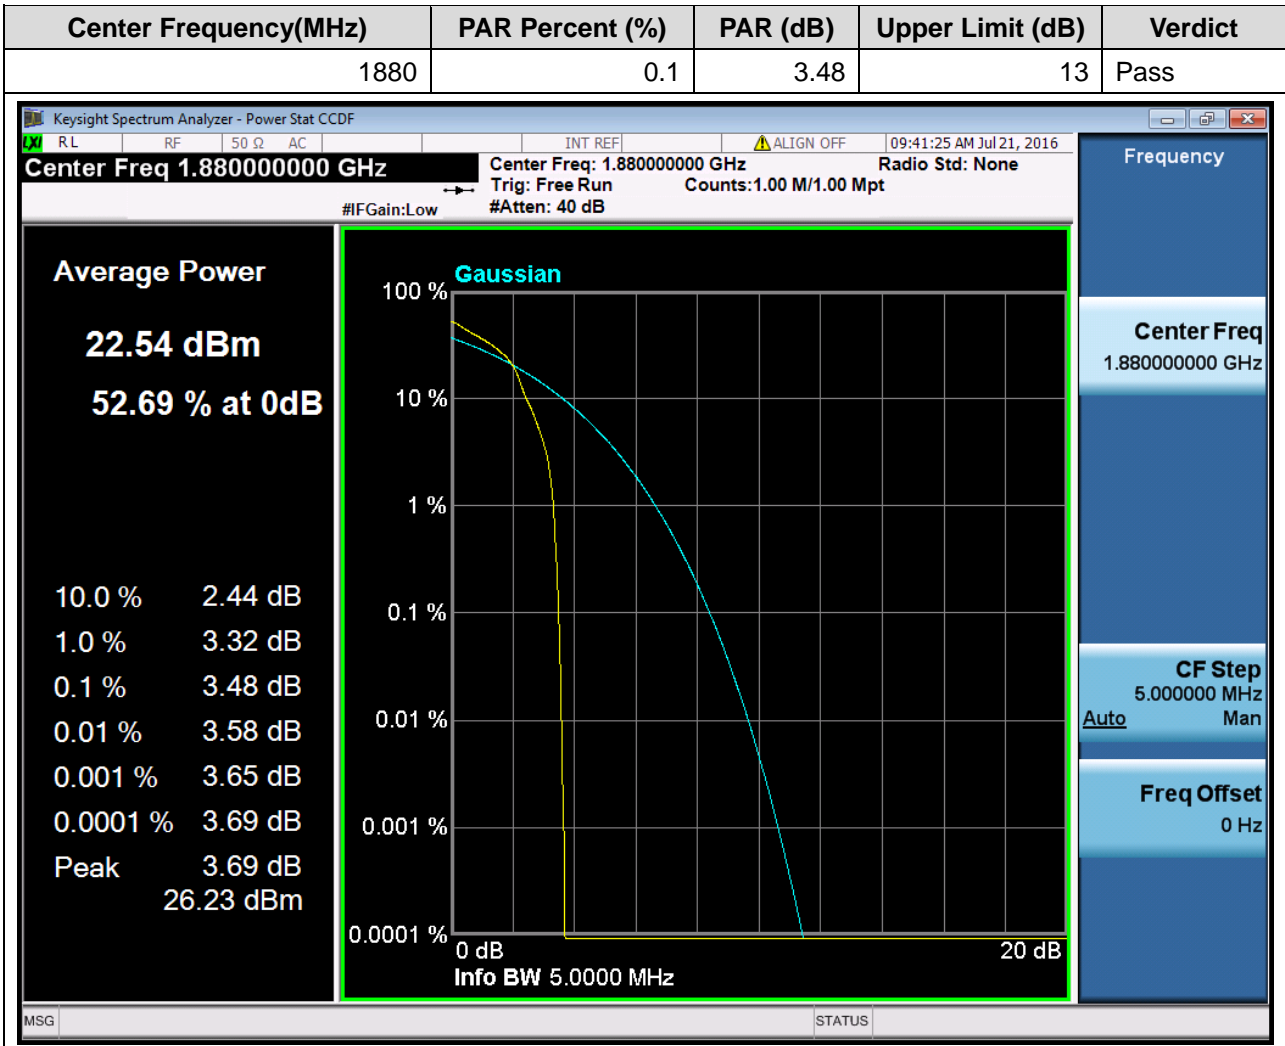 Center Frequency(MHz) PAR Percent (%) PAR (dB) Upper Limit (dB) Verdict
1880 0.1 3.48 13 Pass
Keysight Spectrum Analyzer - Power Stat CCDF
LXI RL RF 50 Ω AC INT REF ALIGN OFF 09:41:25 AM Jul 21, 2016
Center Freq 1.880000000 GHz
Center Freq: 1.880000000 GHz Radio Std: None
Trig: Free Run Counts:1.00 M/1.00 Mpt
#IFGain:Low #Atten: 40 dB
Frequency
Average Power
22.54 dBm
52.69 % at 0dB
10.0 % 2.44 dB
1.0 % 3.32 dB
0.1 % 3.48 dB
0.01 % 3.58 dB
0.001 % 3.65 dB
0.0001 % 3.69 dB
Peak 3.69 dB
26.23 dBm
Gaussian
100 %
10 %
1 %
0.1 %
0.01 %
0.001 %
0.0001 %
0 dB 20 dB
Info BW 5.0000 MHz
Center Freq
1.880000000 GHz
CF Step
5.000000 MHz
Auto Man
Freq Offset
0 Hz
MSG STATUS